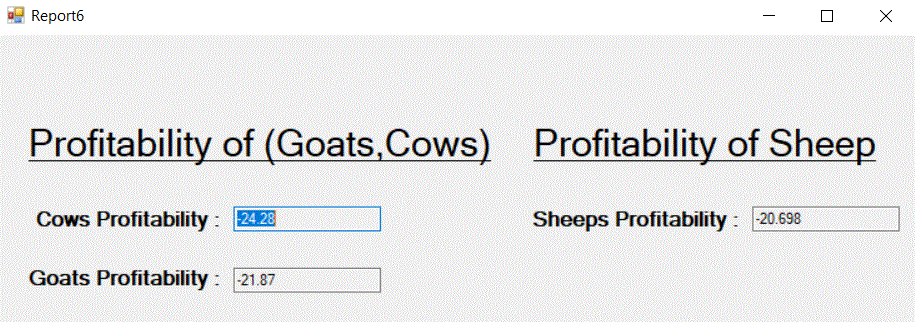 Report6
Profitability of (Goats,Cows)
Profitability of Sheep
Cows Profitability :
-24.28
Sheeps Profitability :
-20.698
Goats Profitability :
-21.87